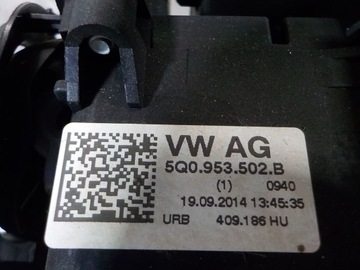 VW AG
5Q0.953.502.B
(1) 0940
19.09.2014 13:45:35
URB 409.186 HU